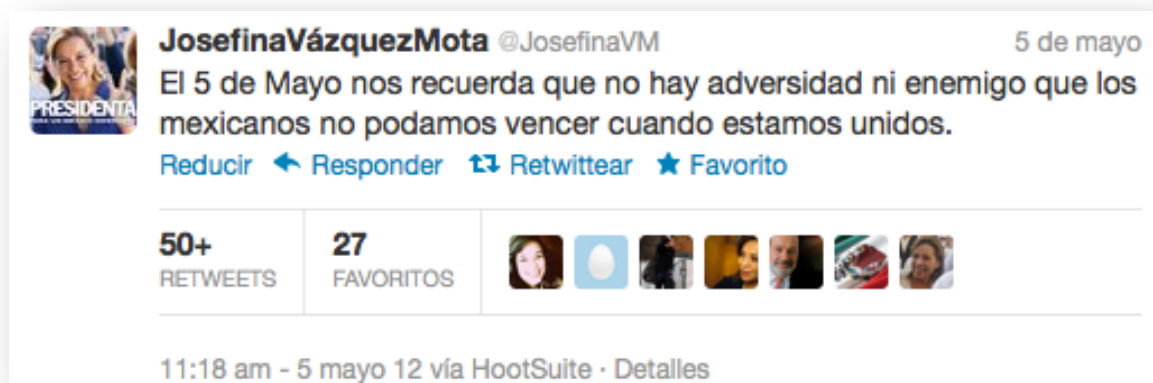 JosefinaVázquezMota @JosefinaVM 5 de mayo
El 5 de Mayo nos recuerda que no hay adversidad ni enemigo que los
mexicanos no podamos vencer cuando estamos unidos.
Reducir Responder Retwittear Favorito
50+ 27
RETWEETS FAVORITOS
11:18 am - 5 mayo 12 vía HootSuite · Detalles
PRESIDENTA